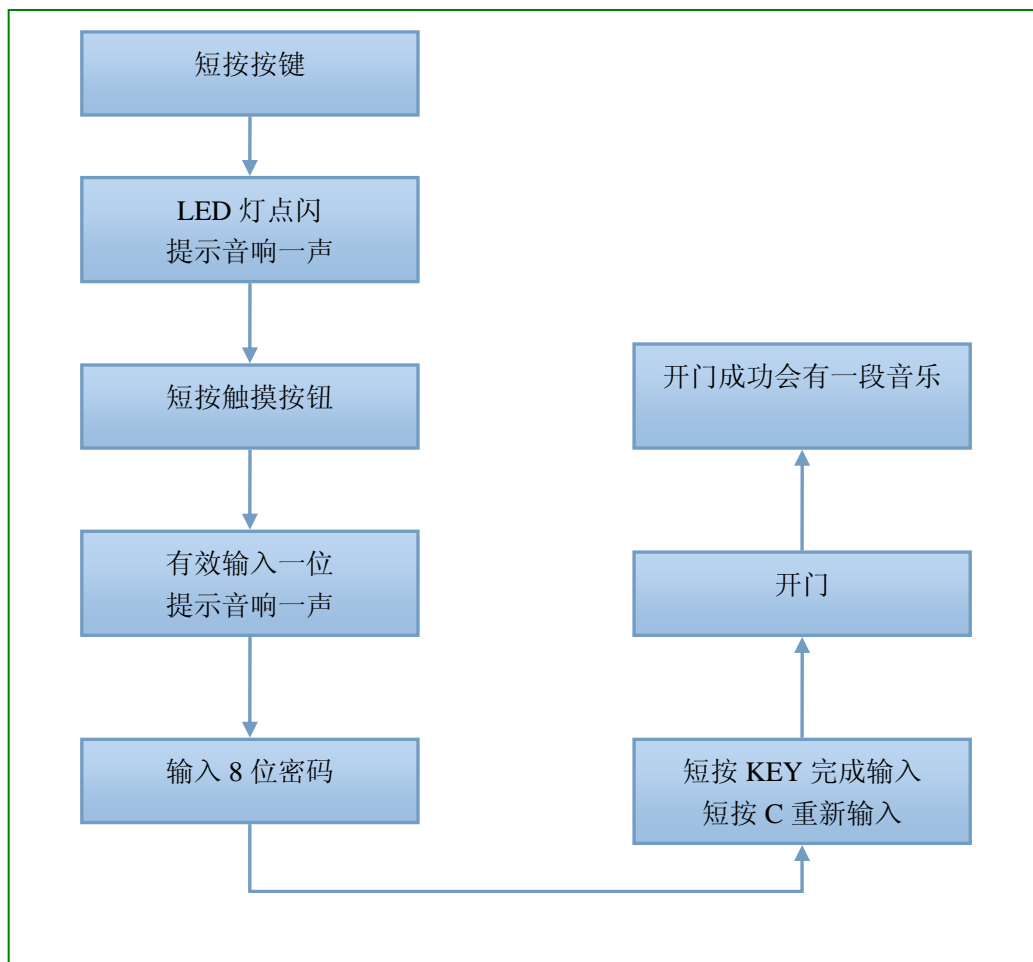 短按按键
LED 灯点闪
提示音响一声
短按触摸按钮
有效输入一位
提示音响一声
输入 8 位密码
短按 KEY 完成输入
短按 C 重新输入
开门
开门成功会有一段音乐